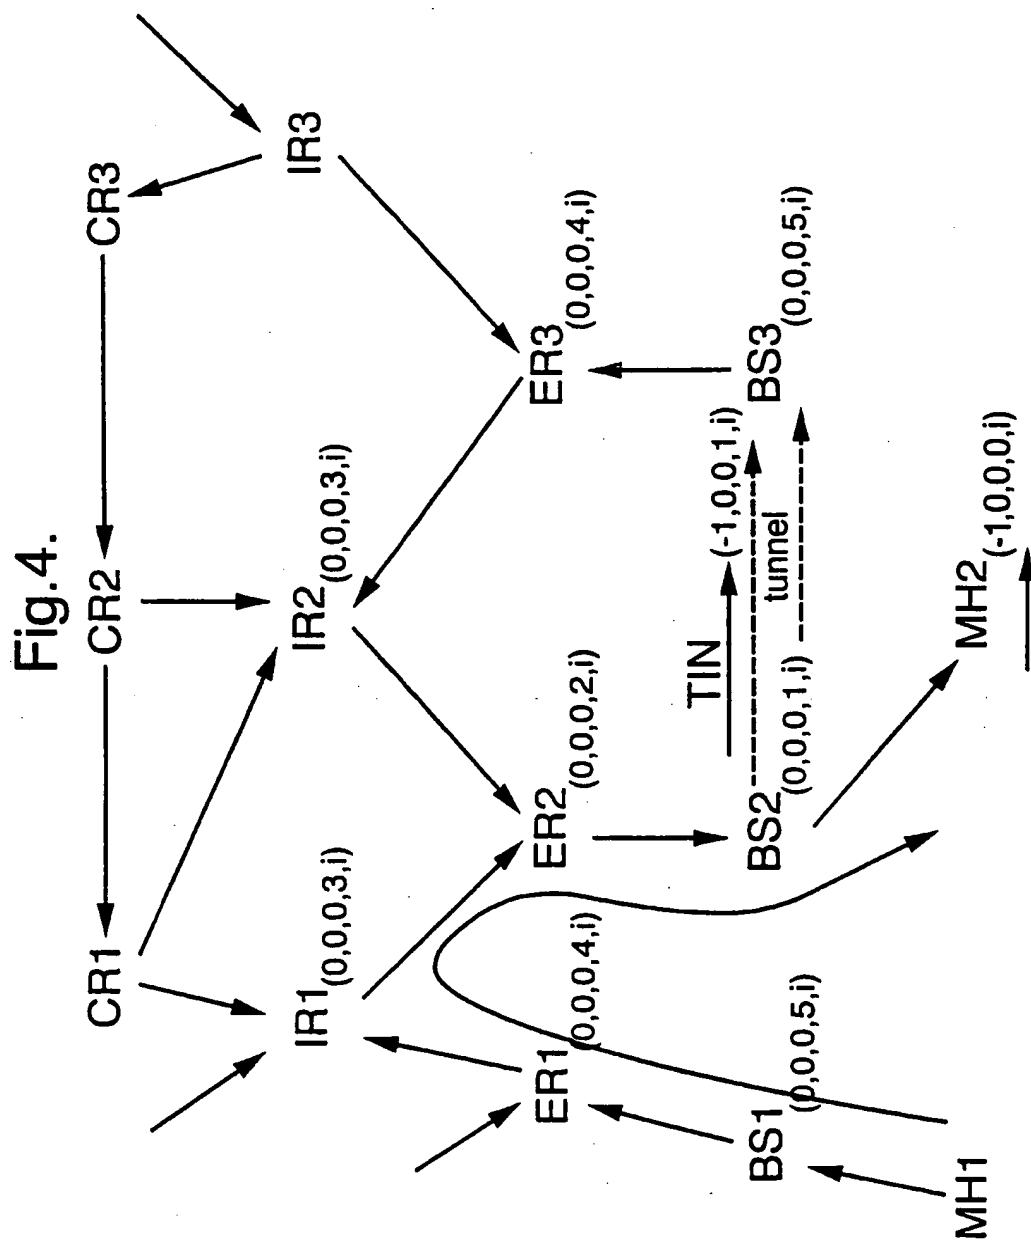 Fig.4.
CR1
CR2
CR3
IR1(0,0,0,3,i)
IR2(0,0,0,3,i)
IR3
ER1(0,0,0,4,i)
ER2(0,0,0,2,i)
ER3(0,0,0,4,i)
TIN
(-1,0,0,1,i)
tunnel
BS1(0,0,0,5,i)
BS2(0,0,0,1,i)
BS3(0,0,0,5,i)
MH1
MH2(-1,0,0,0,i)